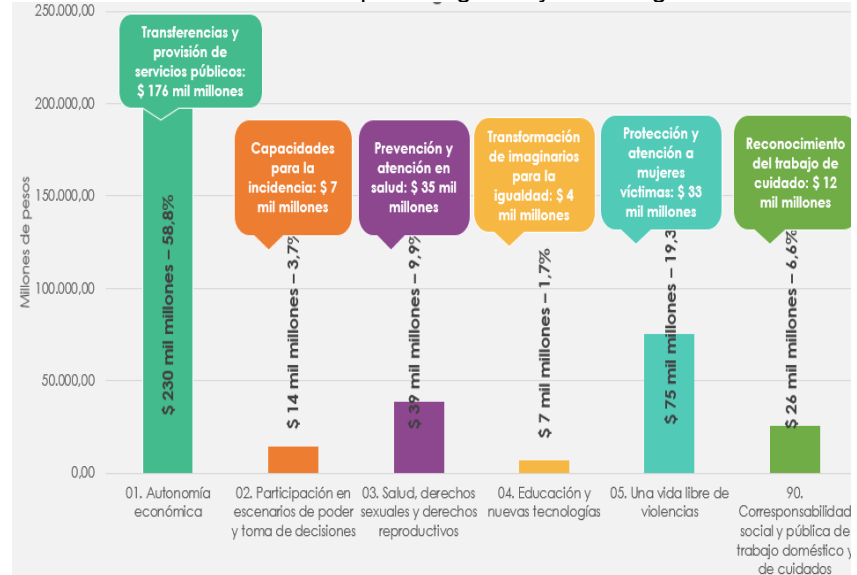 250.000,00
200.000,00
150.000,00
100.000,00
50.000,00
0,00
Millones de pesos
Transferencias y
provisión de
servicios públicos:
$ 176 mil millones
Capacidades
para la
incidencia: $ 7
mil millones
Prevención y
atención en
salud: $ 35 mil
millones
Transformación
de imaginarios
para la
igualdad: $ 4
mil millones
Protección y
atención a
mujeres
víctimas: $ 33
mil millones
Reconocimiento
del trabajo de
cuidado: $ 12
mil millones
$ 230 mil millones – 58,8%
$ 14 mil millones – 3,7%
$ 39 mil millones – 9,9%
$ 7 mil millones – 1,7%
$ 75 mil millones – 19,3
$ 26 mil millones – 6,6%
01. Autonomía
económica
02. Participación en
escenarios de poder
y toma de decisiones
03. Salud, derechos
sexuales y derechos
reproductivos
04. Educación y
nuevas tecnologías
05. Una vida libre de
violencias
90.
Corresponsabilidad
social y pública de
trabajo doméstico y
de cuidados